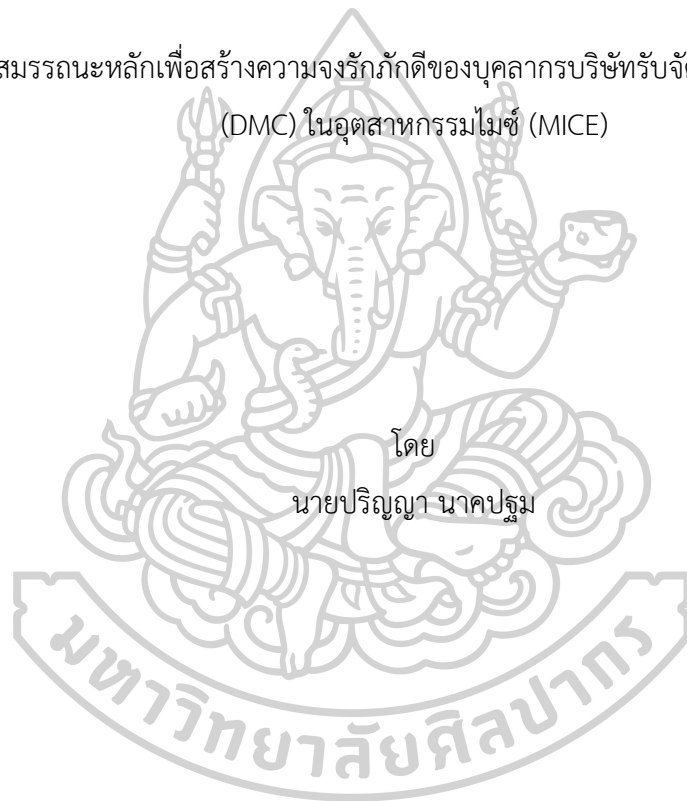 สมรรถนะหลักเพื่อสร้างความจงรักภักดีของบุคลากรบริษัทรับจัด
(DMC) ในอุตสาหกรรมไมซ์ (MICE)
โดย
นายปริญญา นาคปฐม
มหาวิทยาลัยศิลปากร